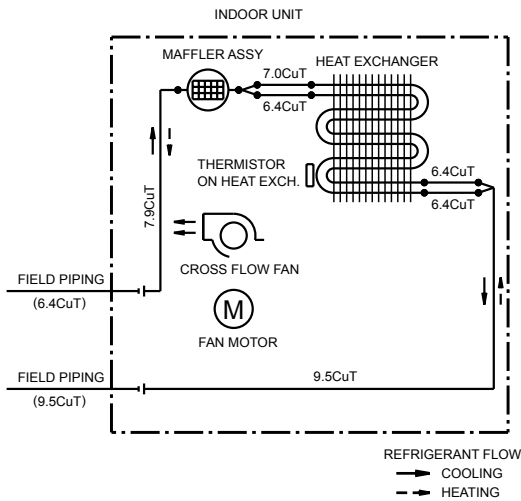 INDOOR UNIT
MAFFLER ASSY
HEAT EXCHANGER
7.0CuT
6.4CuT
THERMISTOR
ON HEAT EXCH.
6.4CuT
6.4CuT
7.9CuT
CROSS FLOW FAN
FIELD PIPING
(6.4CuT)
M
FAN MOTOR
FIELD PIPING
(9.5CuT)
9.5CuT
REFRIGERANT FLOW
COOLING
HEATING